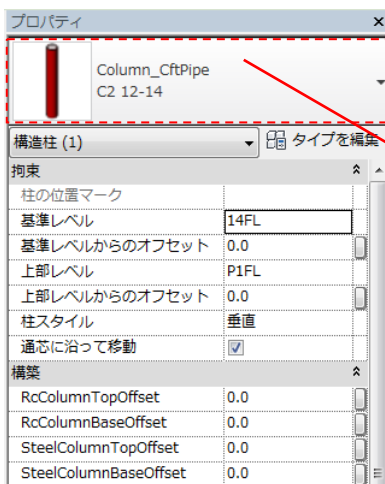 プロパティ
Column_CftPipe
C2 12-14
構造柱 (1)
タイプを編集
拘束
柱の位置マーク
基準レベル 14FL
基準レベルからのオフセット 0.0
上部レベル P1FL
上部レベルからのオフセット 0.0
柱スタイル 垂直
通芯に沿って移動
構築
RcColumnTopOffset 0.0
RcColumnBaseOffset 0.0
SteelColumnTopOffset 0.0
SteelColumnBaseOffset 0.0